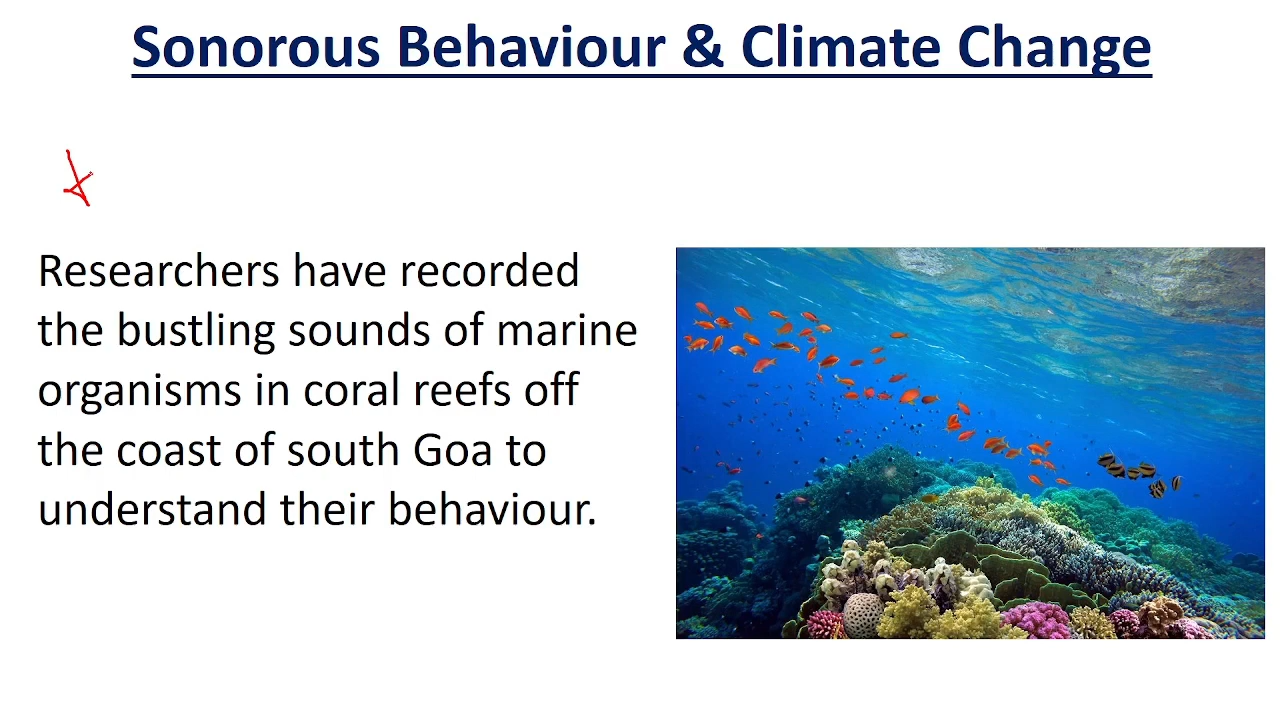 Sonorous Behaviour & Climate Change
Researchers have recorded
the bustling sounds of marine
organisms in coral reefs off
the coast of south Goa to
understand their behaviour.